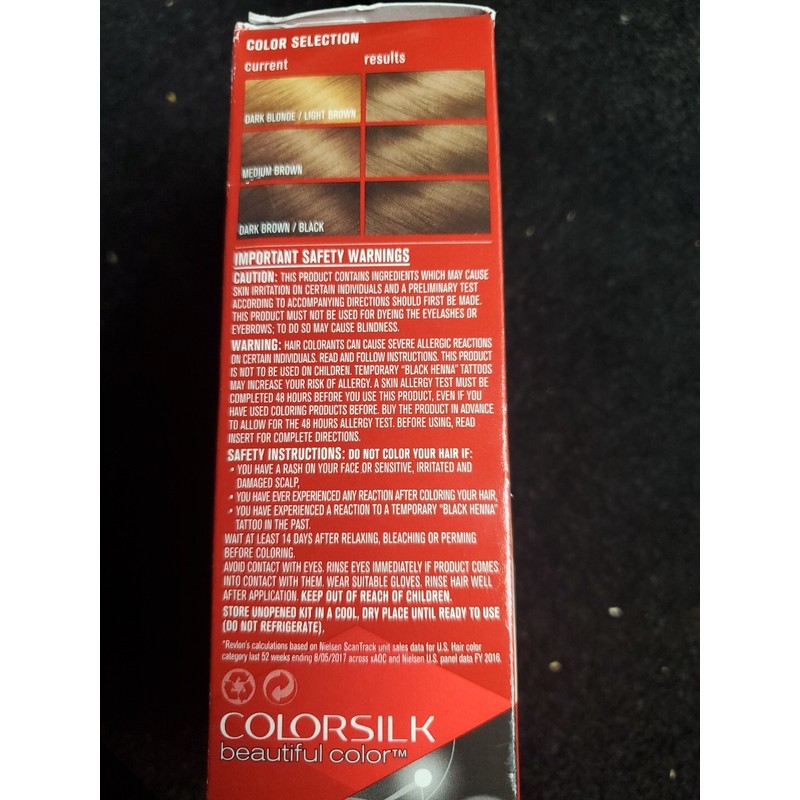 COLOR SELECTION
current results
DARK BLONDE / LIGHT BROWN
MEDIUM BROWN
DARK BROWN / BLACK
IMPORTANT SAFETY WARNINGS
CAUTION: THIS PRODUCT CONTAINS INGREDIENTS WHICH MAY CAUSE
SKIN IRRITATION ON CERTAIN INDIVIDUALS AND A PRELIMINARY TEST
ACCORDING TO ACCOMPANYING DIRECTIONS SHOULD FIRST BE MADE.
THIS PRODUCT MUST NOT BE USED FOR DYEING THE EYELASHES OR
EYEBROWS; TO DO SO MAY CAUSE BLINDNESS.
WARNING: HAIR COLORANTS CAN CAUSE SEVERE ALLERGIC REACTIONS
ON CERTAIN INDIVIDUALS. READ AND FOLLOW INSTRUCTIONS. THIS PRODUCT
IS NOT TO BE USED ON CHILDREN. TEMPORARY "BLACK HENNA" TATTOOS
MAY INCREASE YOUR RISK OF ALLERGY. A SKIN ALLERGY TEST MUST BE
COMPLETED 48 HOURS BEFORE YOU USE THIS PRODUCT, EVEN IF YOU
HAVE USED COLORING PRODUCTS BEFORE. BUY THE PRODUCT IN ADVANCE
TO ALLOW FOR THE 48 HOURS ALLERGY TEST. BEFORE USING, READ
INSERT FOR COMPLETE DIRECTIONS.
SAFETY INSTRUCTIONS: DO NOT COLOR YOUR HAIR IF:
• YOU HAVE A RASH ON YOUR FACE OR SENSITIVE, IRRITATED AND
DAMAGED SCALP,
• YOU HAVE EVER EXPERIENCED ANY REACTION AFTER COLORING YOUR HAIR,
• YOU HAVE EXPERIENCED A REACTION TO A TEMPORARY "BLACK HENNA"
TATTOO IN THE PAST.
WAIT AT LEAST 14 DAYS AFTER RELAXING, BLEACHING OR PERMING
BEFORE COLORING.
AVOID CONTACT WITH EYES. RINSE EYES IMMEDIATELY IF PRODUCT COMES
INTO CONTACT WITH THEM. WEAR SUITABLE GLOVES. RINSE HAIR WELL
AFTER APPLICATION. KEEP OUT OF REACH OF CHILDREN.
STORE UNOPENED KIT IN A COOL, DRY PLACE UNTIL READY TO USE
(DO NOT REFRIGERATE).
*Revlon's calculations based on Nielsen ScanTrack unit sales data for U.S. Hair color
category last 52 weeks ending 8/05/2017 across xAOC and Nielsen U.S. panel data FY 2016.
COLORSILK
beautiful color™